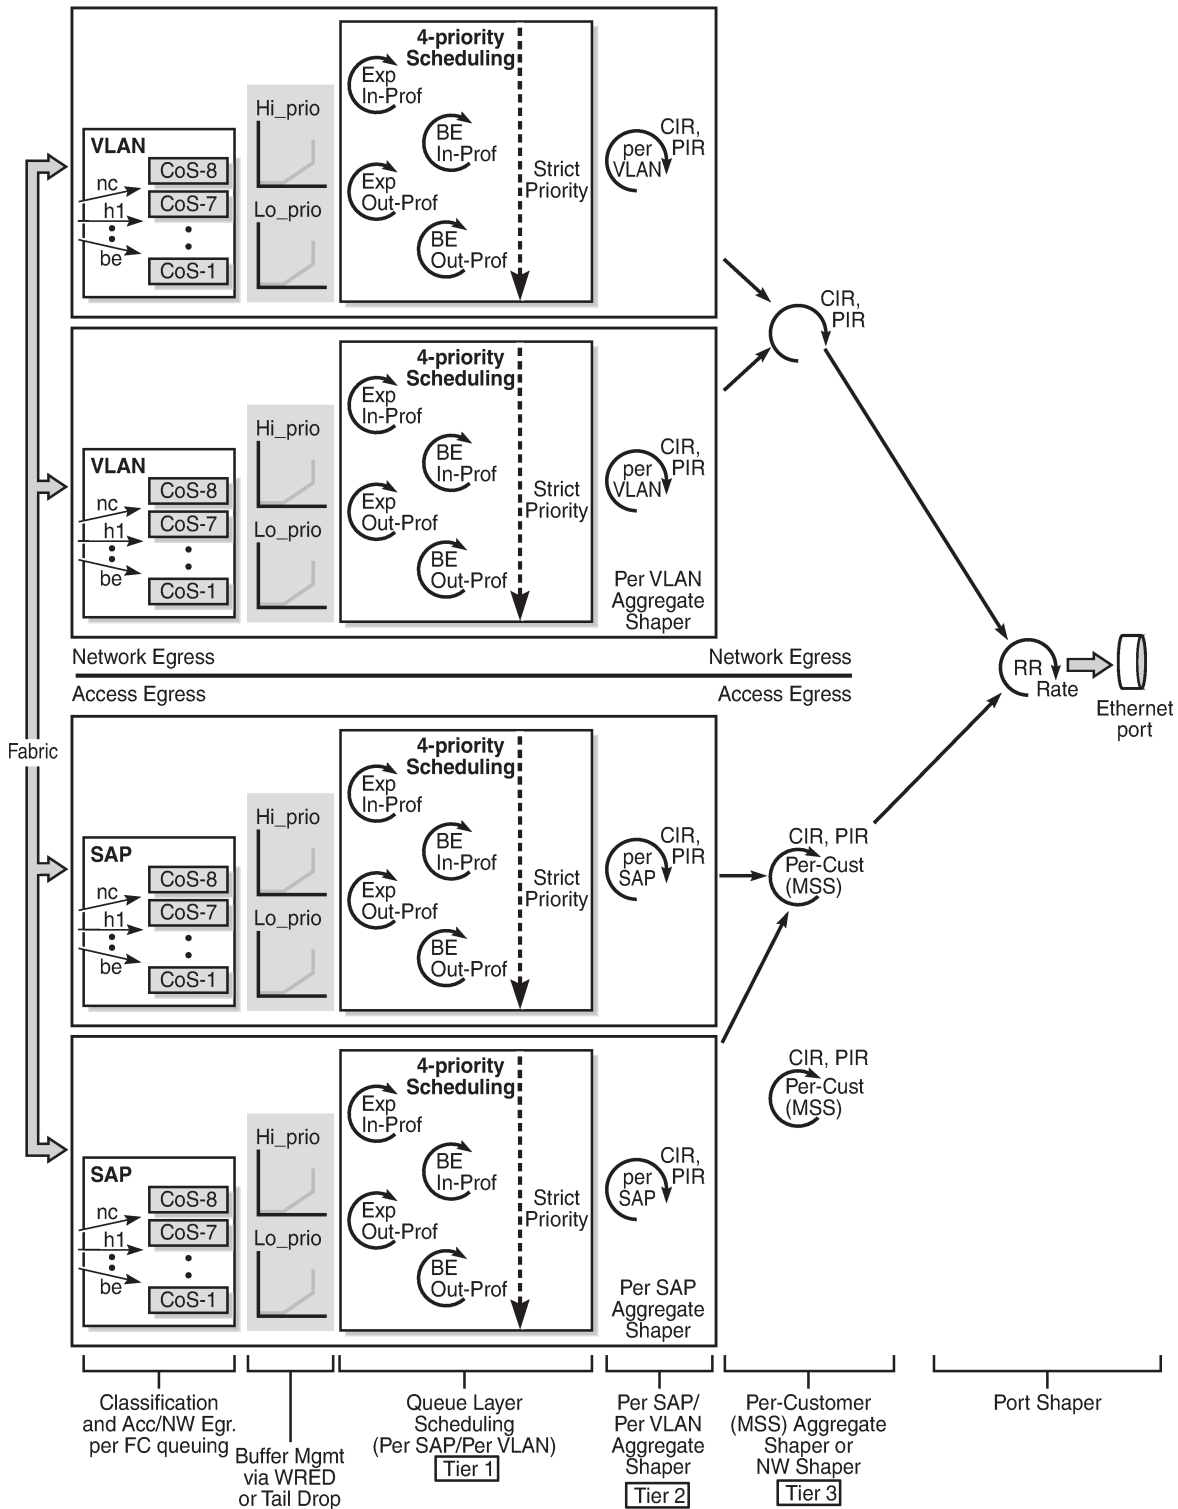 4-priority
Scheduling
Exp
In-Prof
BE
In-Prof
Exp
Out-Prof
BE
Out-Prof
Strict
Priority
Hi_prio
Lo_prio
VLAN
CoS-8
CoS-7
CoS-1
nc
h1
be
per
VLAN
CIR,
PIR
CIR,
PIR
4-priority
Scheduling
Exp
In-Prof
BE
In-Prof
Exp
Out-Prof
BE
Out-Prof
Strict
Priority
Hi_prio
Lo_prio
VLAN
CoS-8
CoS-7
CoS-1
nc
h1
be
per
VLAN
CIR,
PIR
Per VLAN
Aggregate
Shaper
Network Egress
Network Egress
Access Egress
Access Egress
RR
Rate
Ethernet
port
Fabric
4-priority
Scheduling
Exp
In-Prof
BE
In-Prof
Exp
Out-Prof
BE
Out-Prof
Strict
Priority
Hi_prio
Lo_prio
SAP
CoS-8
CoS-7
CoS-1
nc
h1
be
per
SAP
CIR,
PIR
CIR, PIR
Per-Cust
(MSS)
4-priority
Scheduling
Exp
In-Prof
BE
In-Prof
Exp
Out-Prof
BE
Out-Prof
Strict
Priority
Hi_prio
Lo_prio
SAP
CoS-8
CoS-7
CoS-1
nc
h1
be
per
SAP
CIR,
PIR
Per SAP
Aggregate
Shaper
CIR, PIR
Per-Cust
(MSS)
Classification
and Acc/NW Egr.
per FC queuing
Buffer Mgmt
via WRED
or Tail Drop
Queue Layer
Scheduling
(Per SAP/Per VLAN)
Tier 1
Per SAP/
Per VLAN
Aggregate
Shaper
Tier 2
Per-Customer
(MSS) Aggregate
Shaper or
NW Shaper
Tier 3
Port Shaper